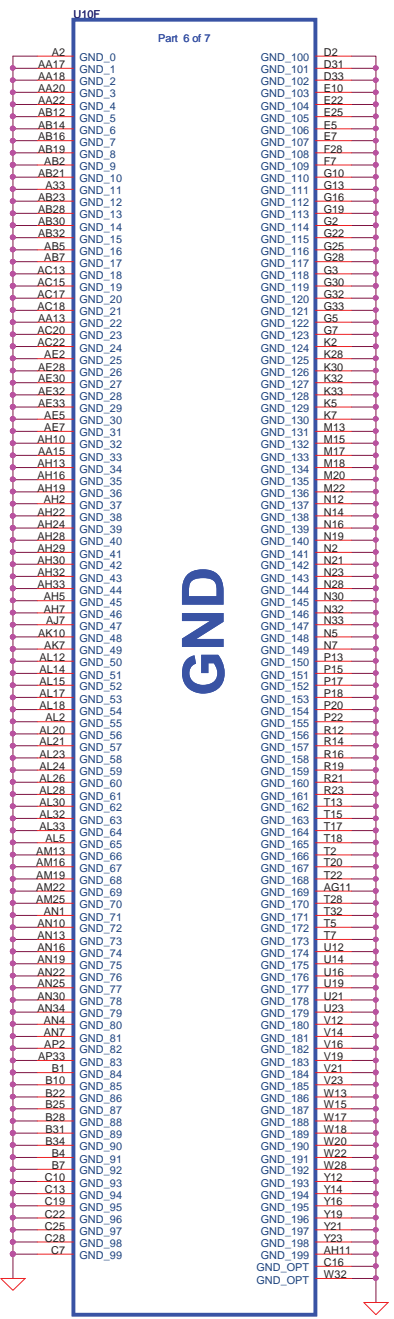 U10F
Part 6 of 7
A2 GND_0 GND_100 D2
AA17 GND_1 GND_101 D31
AA18 GND_2 GND_102 D33
AA20 GND_3 GND_103 E10
AA22 GND_4 GND_104 E22
AB12 GND_5 GND_105 E25
AB14 GND_6 GND_106 E5
AB16 GND_7 GND_107 E7
AB19 GND_8 GND_108 F28
AB2 GND_9 GND_109 F7
AB21 GND_10 GND_110 G10
A33 GND_11 GND_111 G13
AB23 GND_12 GND_112 G16
AB28 GND_13 GND_113 G19
AB30 GND_14 GND_114 G2
AB32 GND_15 GND_115 G22
AB5 GND_16 GND_116 G25
AB7 GND_17 GND_117 G28
AC13 GND_18 GND_118 G3
AC15 GND_19 GND_119 G30
AC17 GND_20 GND_120 G32
AC18 GND_21 GND_121 G33
AA13 GND_22 GND_122 G5
AC20 GND_23 GND_123 G7
AC22 GND_24 GND_124 K2
AE2 GND_25 GND_125 K28
AE28 GND_26 GND_126 K30
AE30 GND_27 GND_127 K32
AE32 GND_28 GND_128 K33
AE33 GND_29 GND_129 K5
AE5 GND_30 GND_130 K7
AE7 GND_31 GND_131 M13
AH10 GND_32 GND_132 M15
AA15 GND_33 GND_133 M17
AH13 GND_34 GND_134 M18
AH16 GND_35 GND_135 M20
AH19 GND_36 GND_136 M22
AH2 GND_37 GND_137 N12
AH22 GND_38 GND_138 N14
AH24 GND_39 GND_139 N16
AH28 GND_40 GND_140 N19
AH29 GND_41 GND_141 N2
AH30 GND_42 GND_142 N21
AH32 GND_43 GND_143 N23
AH33 GND_44 GND_144 N28
AH5 GND_45 GND_145 N30
AH7 GND_46 GND_146 N32
AJ7 GND_47 GND_147 N33
AK10 GND_48 GND_148 N5
AK7 GND_49 GND_149 N7
AL12 GND_50 GND_150 P13
AL14 GND_51 GND_151 P15
AL15 GND_52 GND_152 P17
AL17 GND_53 GND_153 P18
AL18 GND_54 GND_154 P20
AL2 GND_55 GND_155 P22
AL20 GND_56 GND_156 R12
AL21 GND_57 GND_157 R14
AL23 GND_58 GND_158 R16
AL24 GND_59 GND_159 R19
AL26 GND_60 GND_160 R21
AL28 GND_61 GND_161 R23
AL30 GND_62 GND_162 T13
AL32 GND_63 GND_163 T15
AL33 GND_64 GND_164 T17
AL5 GND_65 GND_165 T18
AM13 GND_66 GND_166 T2
AM16 GND_67 GND_167 T20
AM19 GND_68 GND_168 T22
AM22 GND_69 GND_169 AG11
AM25 GND_70 GND_170 T28
AN1 GND_71 GND_171 T32
AN10 GND_72 GND_172 T5
AN13 GND_73 GND_173 T7
AN16 GND_74 GND_174 U12
AN19 GND_75 GND_175 U14
AN22 GND_76 GND_176 U16
AN25 GND_77 GND_177 U19
AN30 GND_78 GND_178 U21
AN34 GND_79 GND_179 U23
AN4 GND_80 GND_180 V12
AN7 GND_81 GND_181 V14
AP2 GND_82 GND_182 V16
AP33 GND_83 GND_183 V19
B1 GND_84 GND_184 V21
B10 GND_85 GND_185 V23
B22 GND_86 GND_186 W13
B25 GND_87 GND_187 W15
B28 GND_88 GND_188 W17
B31 GND_89 GND_189 W18
B34 GND_90 GND_190 W20
B4 GND_91 GND_191 W22
B7 GND_92 GND_192 W28
C10 GND_93 GND_193 Y12
C13 GND_94 GND_194 Y14
C19 GND_95 GND_195 Y16
C22 GND_96 GND_196 Y19
C25 GND_97 GND_197 Y21
C28 GND_98 GND_198 Y23
C7 GND_99 GND_199 AH11
GND_OPT C16
GND_OPT W32
GND